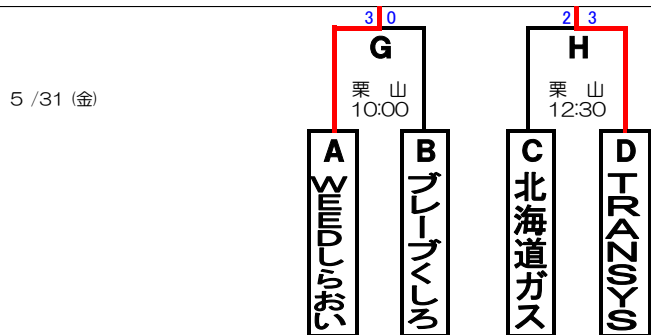 3 0
2 3
G
H
5 /31 (金)
栗 山
10:00
栗 山
12:30
A
WEEDしらおい
B
ブレーブくしろ
C
北海道ガス
D
TRANSYS